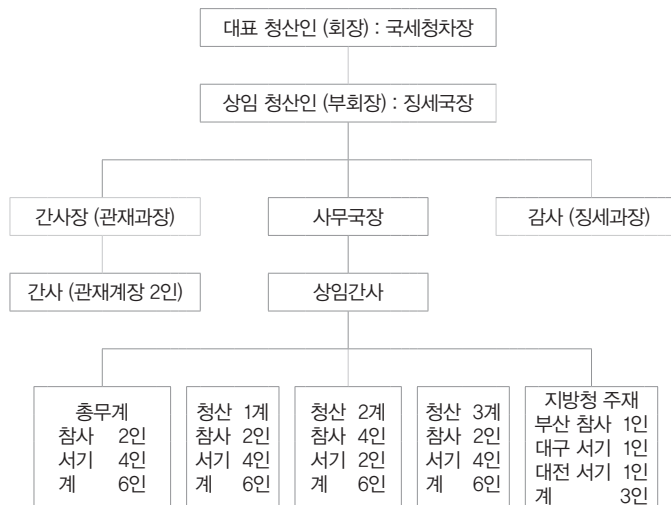 대표 청산인 (회장) : 국세청차장
상임 청산인 (부회장) : 징세국장
간사장 (관재과장)
사무국장
감사 (징세과장)
간사 (관재계장 2인)
상임간사
총무계
참사 2인
서기 4인
계 6인
청산 1계
참사 2인
서기 4인
계 6인
청산 2계
참사 4인
서기 2인
계 6인
청산 3계
참사 2인
서기 4인
계 6인
지방청 주재
부산 참사 1인
대구 서기 1인
대전 서기 1인
계 3인